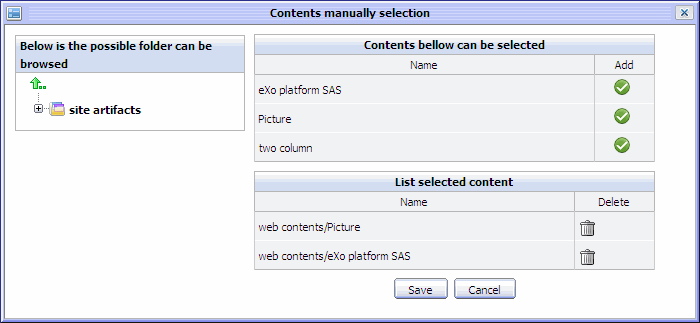 Contents manually selection
Below is the possible folder can be
browsed
site artifacts
Contents bellow can be selected
Name Add
eXo platform SAS
Picture
two column
List selected content
Name Delete
web contents/Picture
web contents/eXo platform SAS
Save Cancel